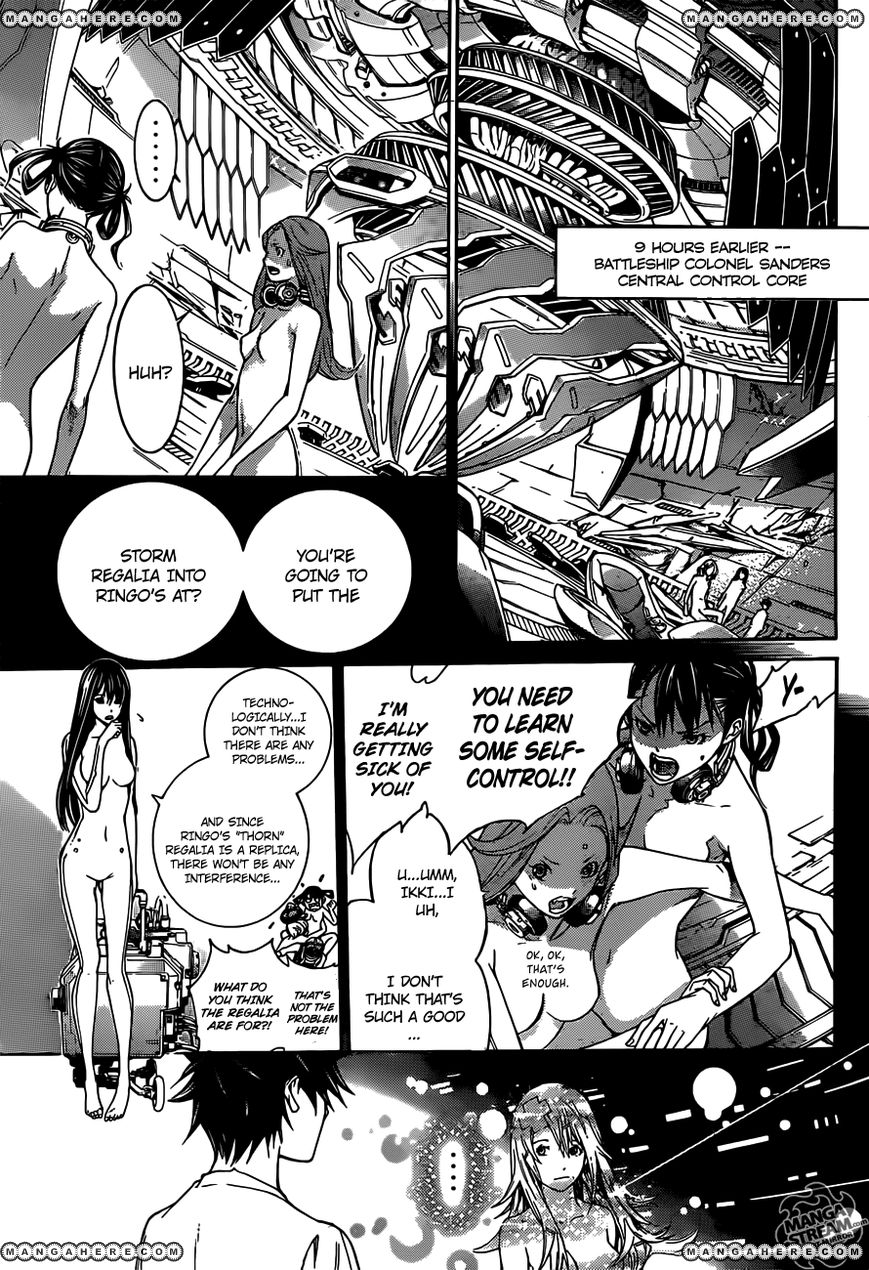 MANGAHERE.COM
MANGAHERE.COM
9 HOURS EARLIER --
BATTLESHIP COLONEL SANDERS
CENTRAL CONTROL CORE
.....
HUH?
YOU'RE
GOING TO
PUT THE
STORM
REGALIA INTO
RINGO'S AT?
Y-
YOU NEED
TO LEARN
SOME SELF-
CONTROL!!
I'M
REALLY
GETTING
SICK OF
YOU!
U...UMM,
IKKI...I
UH,
I DON'T
THINK THAT'S
SUCH A GOOD
...
OK, OK,
THAT'S
ENOUGH.
TECHNO-
LOGICALLY...I
DON'T THINK
THERE ARE ANY
PROBLEMS...
AND SINCE
RINGO'S "THORN"
REGALIA IS A REPLICA,
THERE WON'T BE ANY
INTERFERENCE...
THAT'S
NOT THE
PROBLEM
HERE!
WHAT DO
YOU THINK
THE REGALIA
ARE FOR?!
....
MANGA
STREAM.com
MANGAHERE.COM
MANGAHERE.COM